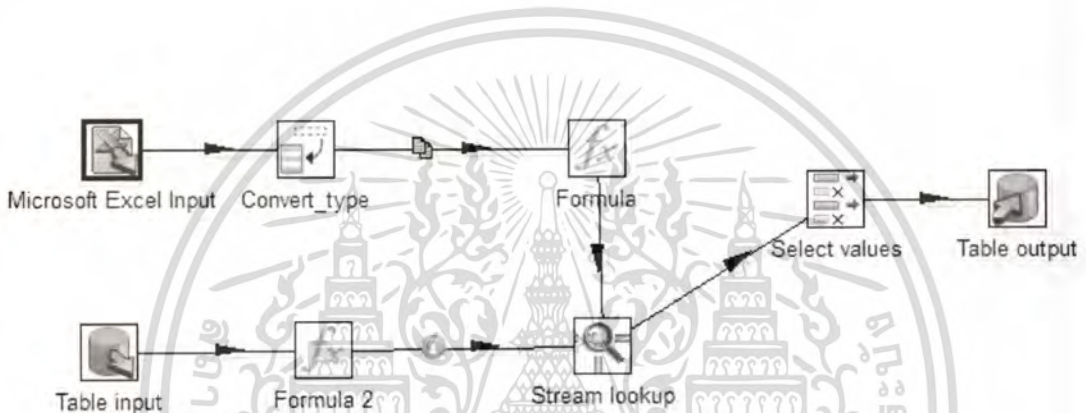 Microsoft Excel Input
Convert_type
Formula
Select values
Table output
Table input
Formula 2
Stream lookup